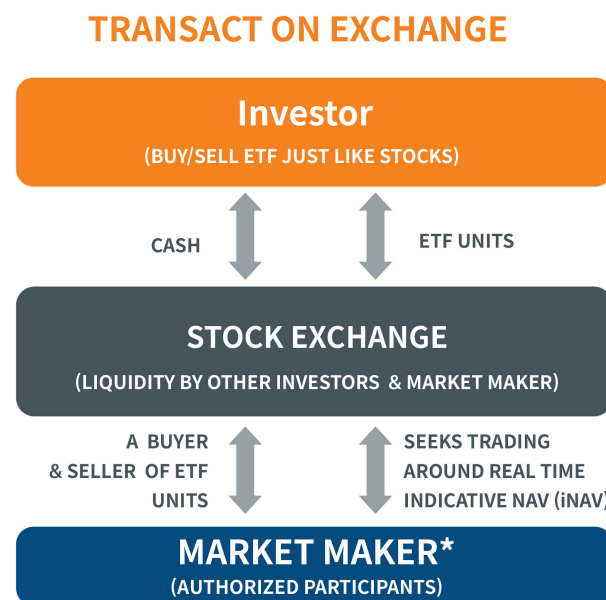 TRANSACT ON EXCHANGE
Investor
(BUY/SELL ETF JUST LIKE STOCKS)
CASH
ETF UNITS
STOCK EXCHANGE
(LIQUIDITY BY OTHER INVESTORS & MARKET MAKER)
A BUYER
& SELLER OF ETF
UNITS
SEEKS TRADING
AROUND REAL TIME
INDICATIVE NAV (iNAV)
MARKET MAKER*
(AUTHORIZED PARTICIPANTS)